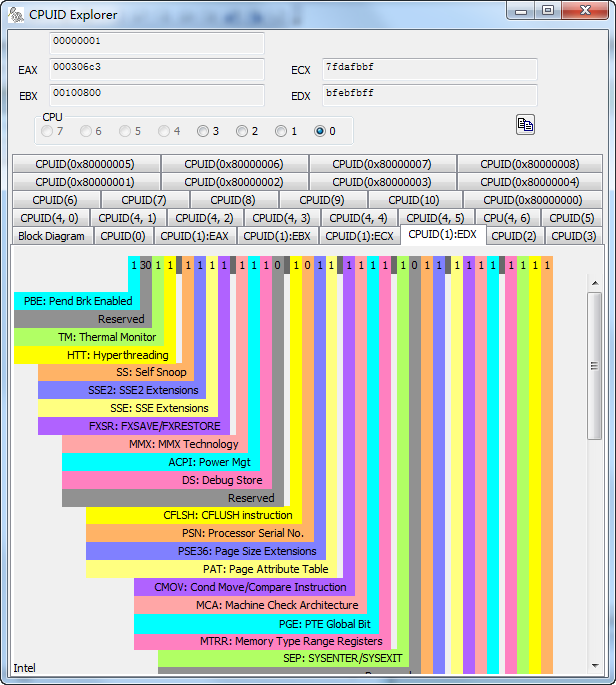 CPUID Explorer
00000001
EAX 000306c3 ECX 7fdafbbf
EBX 00100800 EDX bfebfbff
CPU
7 6 5 4 3 2 1 0
CPUID(0x80000005) CPUID(0x80000006) CPUID(0x80000007) CPUID(0x80000008)
CPUID(0x80000001) CPUID(0x80000002) CPUID(0x80000003) CPUID(0x80000004)
CPUID(6) CPUID(7) CPUID(8) CPUID(9) CPUID(10) CPUID(0x80000000)
CPUID(4, 0) CPUID(4, 1) CPUID(4, 2) CPUID(4, 3) CPUID(4, 4) CPUID(4, 5) CPU(4, 6) CPUID(5)
Block Diagram CPUID(0) CPUID(1):EAX CPUID(1):EBX CPUID(1):ECX CPUID(1):EDX CPUID(2) CPUID(3)
1 30 1 1 1 1 1 1 1 1 1 0 1 0 1 1 1 1 1 1 1 0 1 1 1 1 1 1 1 1 1 1
PBE: Pend Brk Enabled
Reserved
TM: Thermal Monitor
HTT: Hyperthreading
SS: Self Snoop
SSE2: SSE2 Extensions
SSE: SSE Extensions
FXSR: FXSAVE/FXRESTORE
MMX: MMX Technology
ACPI: Power Mgt
DS: Debug Store
Reserved
CFLSH: CFLUSH instruction
PSN: Processor Serial No.
PSE36: Page Size Extensions
PAT: Page Attribute Table
CMOV: Cond Move/Compare Instruction
MCA: Machine Check Architecture
PGE: PTE Global Bit
MTRR: Memory Type Range Registers
SEP: SYSENTER/SYSEXIT
Intel